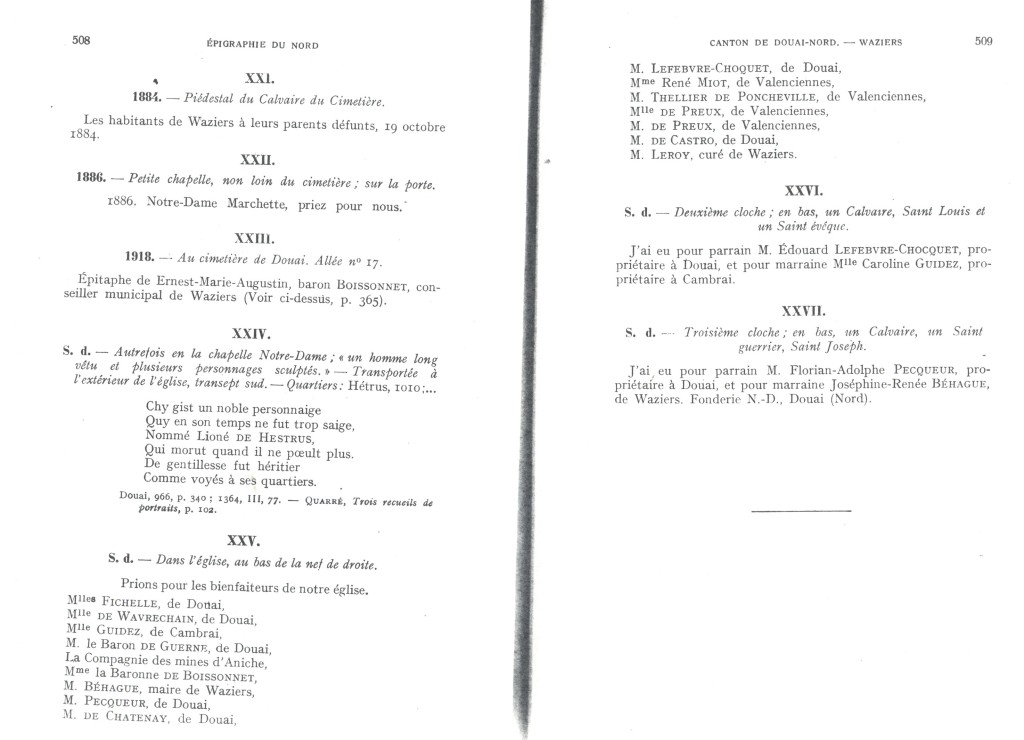 508
ÉPIGRAPHIE DU NORD
XXI.
1884. — Piédestal du Calvaire du Cimetière.
Les habitants de Waziers à leurs parents défunts, 19 octobre
1884.
XXII.
1886. — Petite chapelle, non loin du cimetière ; sur la porte.
1886. Notre-Dame Marchette, priez pour nous.
XXIII.
1918. — Au cimetière de Douai. Allée nº 17.
Épitaphe de Ernest-Marie-Augustin, baron BOISSONNET, con-
seiller municipal de Waziers (Voir ci-dessus, p. 365).
XXIV.
S. d. — Autrefois en la chapelle Notre-Dame ; « un homme long
vêtu et plusieurs personnages sculptés. » — Transportée à
l'extérieur de l'église, transept sud. — Quartiers : Hétrus, 1010 ;...
Chy gist un noble personnaige
Quy en son temps ne fut trop saige,
Nommé Lioné DE HESTRUS,
Qui morut quand il ne pœult plus.
De gentillesse fut héritier
Comme voyés à ses quartiers.
Douai, 966, p. 340 ; 1364, III, 77. — QUARRÉ, Trois recueils de
portraits, p. 102.
XXV.
S. d. — Dans l'église, au bas de la nef de droite.
Prions pour les bienfaiteurs de notre église.
Mlles FICHELLE, de Douai,
Mlle DE WAVRECHAIN, de Douai,
Mlle GUIDEZ, de Cambrai,
M. le Baron DE GUERNE, de Douai,
La Compagnie des mines d'Aniche,
Mme la Baronne DE BOISSONNET,
M. BÉHAGUE, maire de Waziers,
M. PECQUEUR, de Douai,
M. DE CHATENAY, de Douai,
CANTON DE DOUAI-NORD. — WAZIERS
509
M. LEFEBVRE-CHOQUET, de Douai,
Mme René MIOT, de Valenciennes,
M. THELLIER DE PONCHEVILLE, de Valenciennes,
Mlle DE PREUX, de Valenciennes,
M. DE PREUX, de Valenciennes,
M. DE CASTRO, de Douai,
M. LEROY, curé de Waziers.
XXVI.
S. d. — Deuxième cloche ; en bas, un Calvaire, Saint Louis et
un Saint évêque.
J'ai eu pour parrain M. Édouard LEFEBVRE-CHOCQUET, pro-
priétaire à Douai, et pour marraine Mlle Caroline GUIDEZ, pro-
priétaire à Cambrai.
XXVII.
S. d. — Troisième cloche ; en bas, un Calvaire, un Saint
guerrier, Saint Joseph.
J'ai eu pour parrain M. Florian-Adolphe PECQUEUR, pro-
priétaire à Douai, et pour marraine Joséphine-Renée BÉHAGUE,
de Waziers. Fonderie N.-D., Douai (Nord).